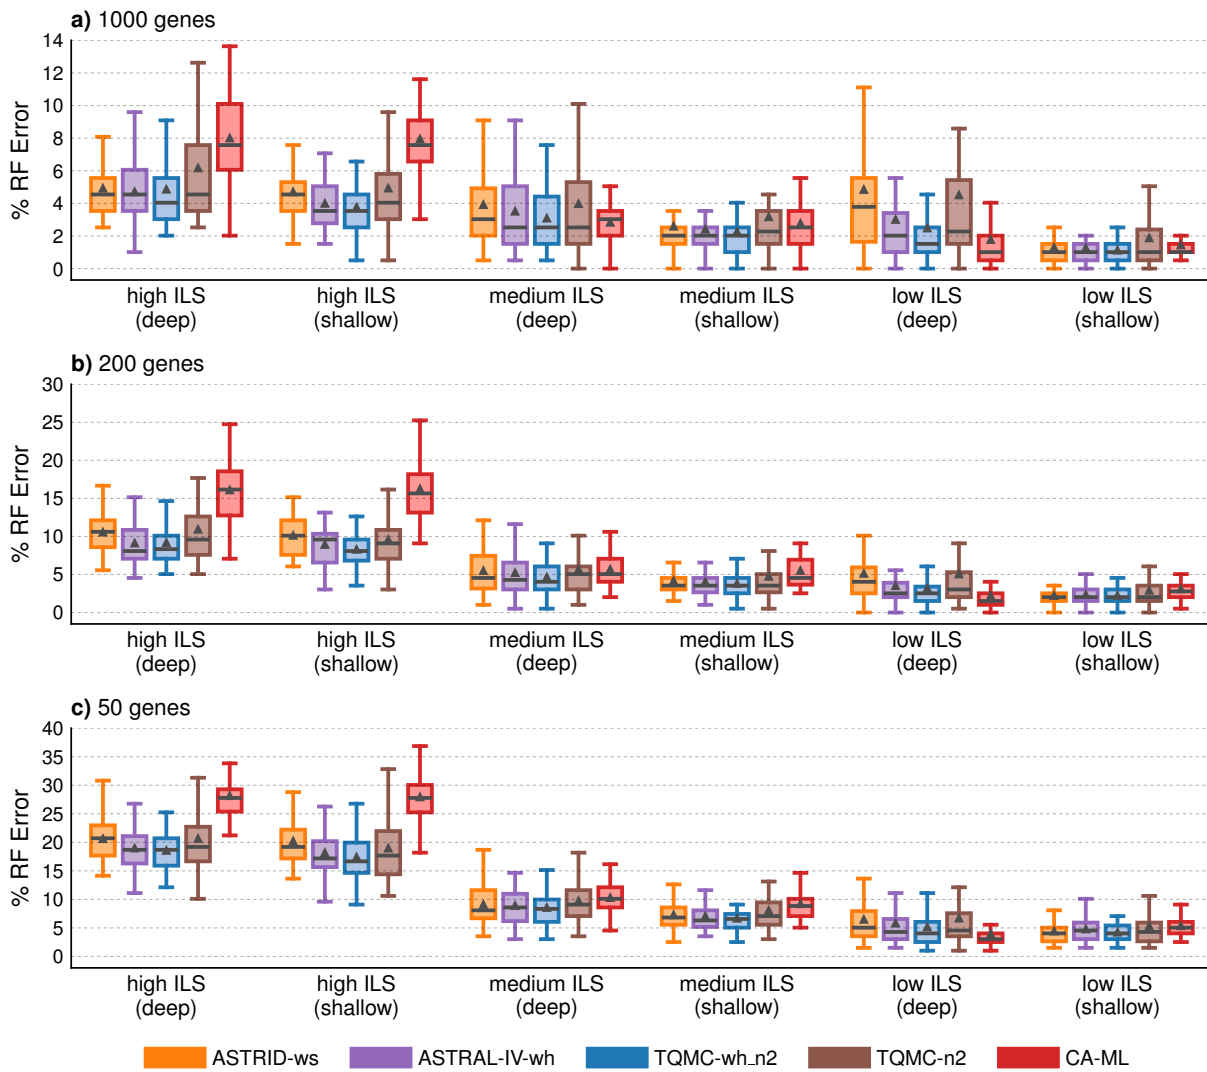 a) 1000 genes
% RF Error
14
12
10
8
6
4
2
0
high ILS (deep)
high ILS (shallow)
medium ILS (deep)
medium ILS (shallow)
low ILS (deep)
low ILS (shallow)
b) 200 genes
% RF Error
30
25
20
15
10
5
0
high ILS (deep)
high ILS (shallow)
medium ILS (deep)
medium ILS (shallow)
low ILS (deep)
low ILS (shallow)
c) 50 genes
% RF Error
40
35
30
25
20
15
10
5
0
high ILS (deep)
high ILS (shallow)
medium ILS (deep)
medium ILS (shallow)
low ILS (deep)
low ILS (shallow)
ASTRID-ws
ASTRAL-IV-wh
TQMC-wh_n2
TQMC-n2
CA-ML